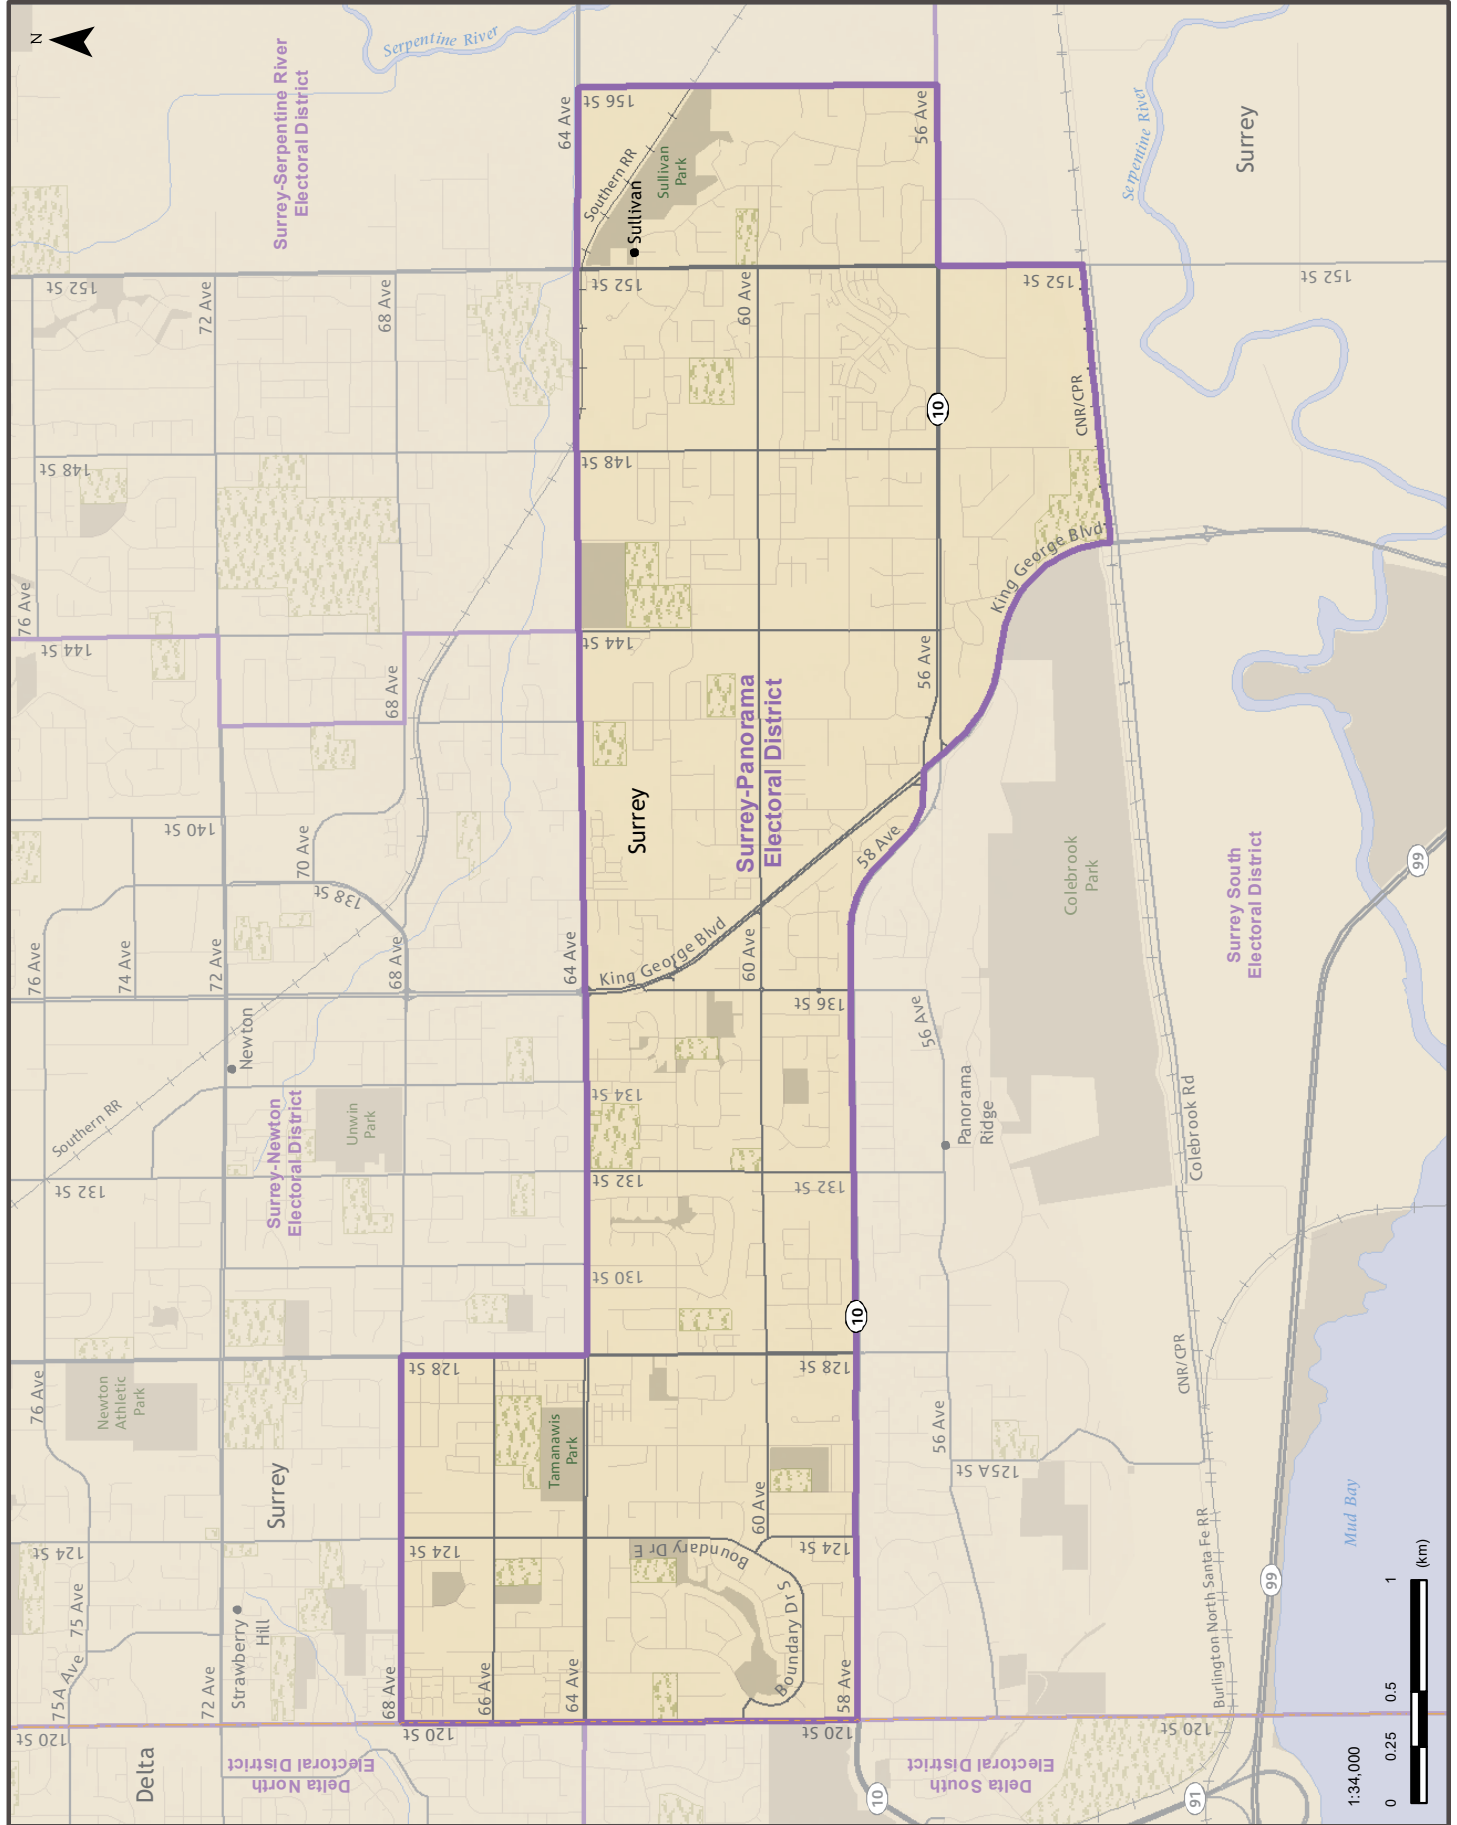 N
Serpentine River
Surrey-Serpentine River
Electoral District
64 Ave
156 St
56 Ave
Southern RR
Sullivan
Park
Sullivan
Serpentine River
Surrey
152 St
72 Ave
68 Ave
152 St
60 Ave
152 St
152 St
10
CNR/CPR
148 St
148 St
King George Blvd
76 Ave
144 St
68 Ave
144 St
56 Ave
Surrey-Panorama
Electoral District
Surrey
140 St
70 Ave
138 St
58 Ave
Colebrook
Park
Surrey South
Electoral District
99
76 Ave
74 Ave
72 Ave
68 Ave
64 Ave
King George Blvd
60 Ave
136 St
56 Ave
Newton
Southern RR
Surrey-Newton
Electoral District
Unwin
Park
134 St
Panorama
Ridge
Colebrook Rd
132 St
132 St
132 St
130 St
10
CNR/CPR
128 St
128 St
76 Ave
Newton
Athletic
Park
Tamanawis
Park
56 Ave
125A St
Surrey
60 Ave
124 St
124 St
124 St
Boundary Dr E
Boundary Dr S
Mud Bay
Burlington North Santa Fe RR
99
75 Ave
75A Ave
Strawberry
Hill
72 Ave
68 Ave
66 Ave
64 Ave
58 Ave
120 St
120 St
120 St
120 St
Delta
Delta North
Electoral District
Delta South
Electoral District
10
91
1:34,000
0
0.25
0.5
1
(km)